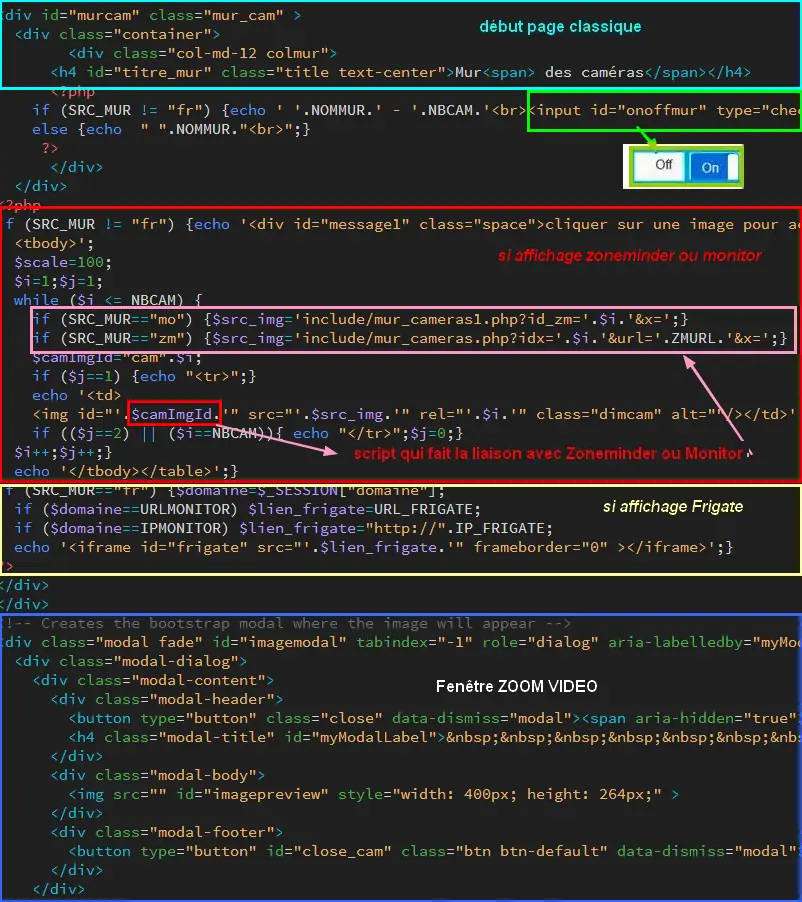 <div id="murcam" class="mur_cam" >
<div class="container">
début page classique
<div class="col-md-12 colmur">
<h4 id="titre_mur" class="title text-center">Mur<span> des caméras</span></h4>
<?php
if (SRC_MUR != "fr") {echo ' '.NOMMUR.' - '.NBCAM.'<br><input id="onoffmur" type="chec
else {echo " ".NOMMUR."<br>";}
?>
Off On
</div>
</div>
<?php
f (SRC_MUR != "fr") {echo '<div id="message1" class="space">cliquer sur une image pour ac
<tbody>';
si affichage zoneminder ou monitor
$scale=100;
$i=1;$j=1;
while ($i <= NBCAM) {
if (SRC_MUR=="mo") {$src_img='include/mur_cameras1.php?id_zm='.$i.'&x=';}
if (SRC_MUR=="zm") {$src_img='include/mur_cameras.php?idx='.$i.'&url='.ZMURL.'&x=';}
$camImgId="cam".$i;
if ($j==1) {echo "<tr>";}
echo '<td>
<img id="'.$camImgId.'" src="'.$src_img.'" rel="'.$i.'" class="dimcam" alt=""/></td>'
if (($j==2) || ($i==NBCAM)){ echo "</tr>";$j=0;}
$i++;$j++;}
script qui fait la liaison avec Zoneminder ou Monitor
echo '</tbody></table>';}
f (SRC_MUR=="fr") {$domaine=$_SESSION["domaine"];
if ($domaine==URLMONITOR) $lien_frigate=URL_FRIGATE;
si affichage Frigate
if ($domaine==IPMONITOR) $lien_frigate="http://".IP_FRIGATE;
echo '<iframe id="frigate" src="'.$lien_frigate.'" frameborder="0" ></iframe>';}
?>
</div>
</div>
<!-- Creates the bootstrap modal where the image will appear -->
<div class="modal fade" id="imagemodal" tabindex="-1" role="dialog" aria-labelledby="myMod
<div class="modal-dialog">
<div class="modal-content">
Fenêtre ZOOM VIDEO
<div class="modal-header">
<button type="button" class="close" data-dismiss="modal"><span aria-hidden="true">
<h4 class="modal-title" id="myModalLabel">&nbsp;&nbsp;&nbsp;&nbsp;&nbsp;&nbsp;&nb
</div>
<div class="modal-body">
<img src="" id="imagepreview" style="width: 400px; height: 264px;" >
</div>
<div class="modal-footer">
<button type="button" id="close_cam" class="btn btn-default" data-dismiss="modal">
</div>
</div>